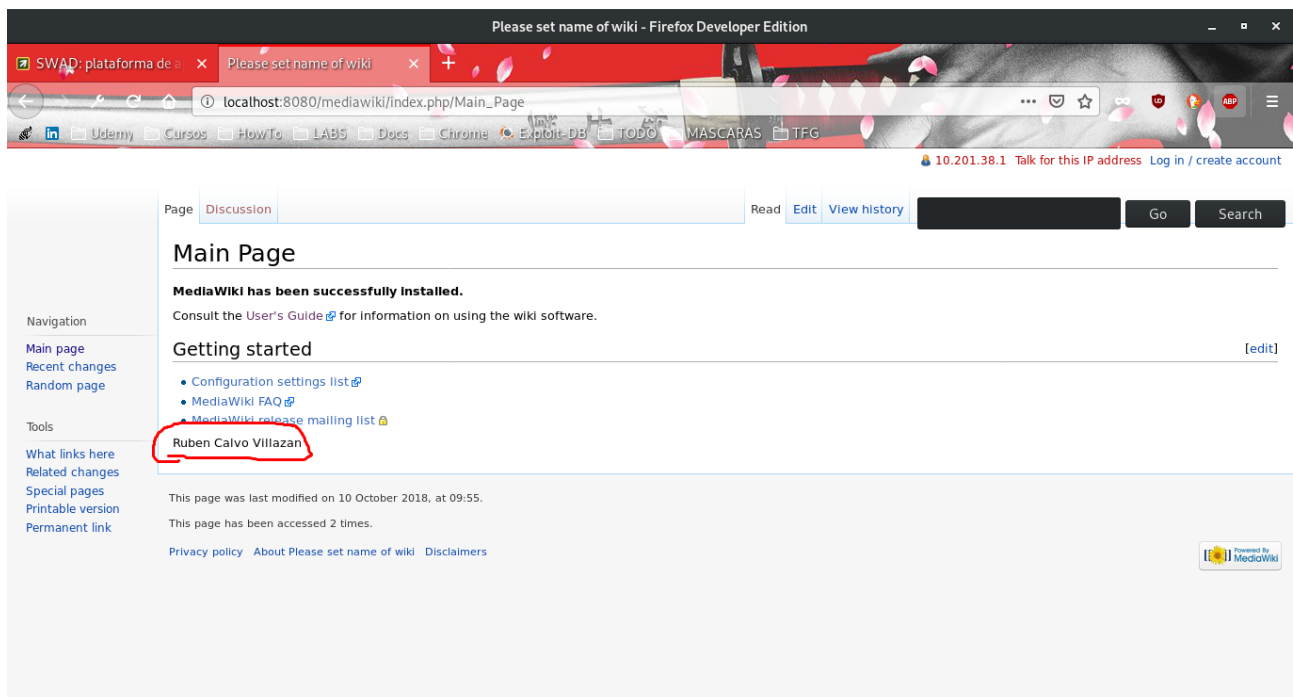 Please set name of wiki - Firefox Developer Edition
SWAD: plataforma de a
Please set name of wiki
localhost:8080/mediawiki/index.php/Main_Page
Udemy Cursos HowTo LABS Docs Chrome Exploit-DB TODO MASCARAS TFG
10.201.38.1 Talk for this IP address Log in / create account
Page Discussion Read Edit View history Go Search
Main Page
MediaWiki has been successfully installed.
Consult the User's Guide for information on using the wiki software.
Getting started [edit]
• Configuration settings list
• MediaWiki FAQ
• MediaWiki release mailing list
Ruben Calvo Villazan
Navigation
Main page
Recent changes
Random page
Tools
What links here
Related changes
Special pages
Printable version
Permanent link
This page was last modified on 10 October 2018, at 09:55.
This page has been accessed 2 times.
Privacy policy About Please set name of wiki Disclaimers
Powered By
MediaWiki
ABP